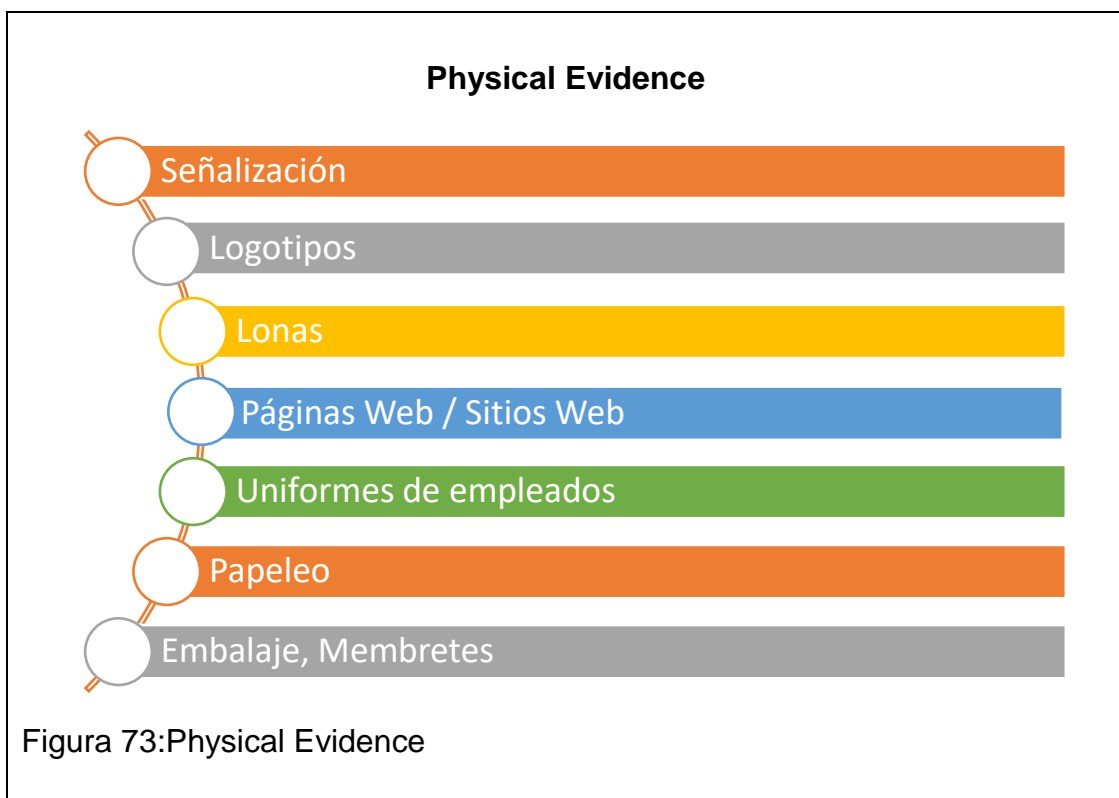 Physical Evidence
Señalización
Logotipos
Lonas
Páginas Web / Sitios Web
Uniformes de empleados
Papeleo
Embalaje, Membretes
Figura 73:Physical Evidence